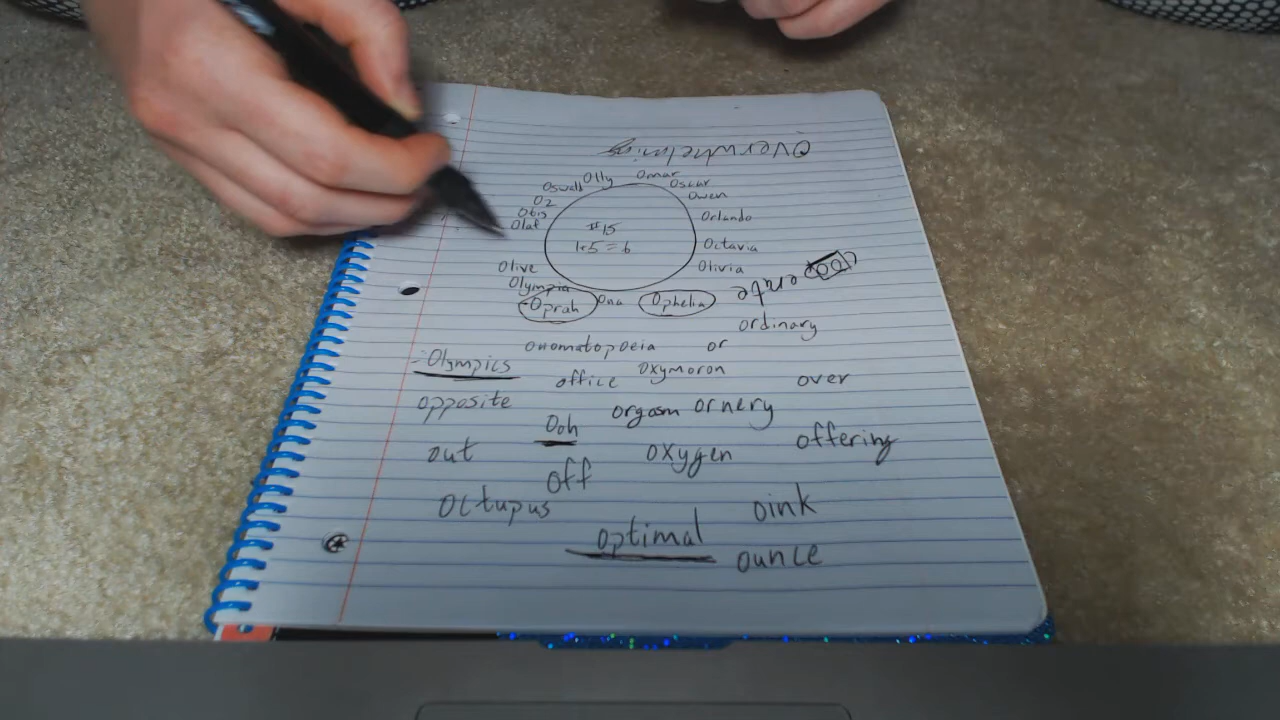 Overwhelming
Olly Omar
Oswald Oscar
Oz Owen
Otis Orlando
Olaf #15
1+5=6 Octavia
Olive Olivia
Olympia
Oprah Ona Ophelia
ordinary
onomatopoeia or
Olympics office oxymoron over
opposite orgasm ornery
Ooh offering
out oxygen
off
Octupus oink
optimal
ounce